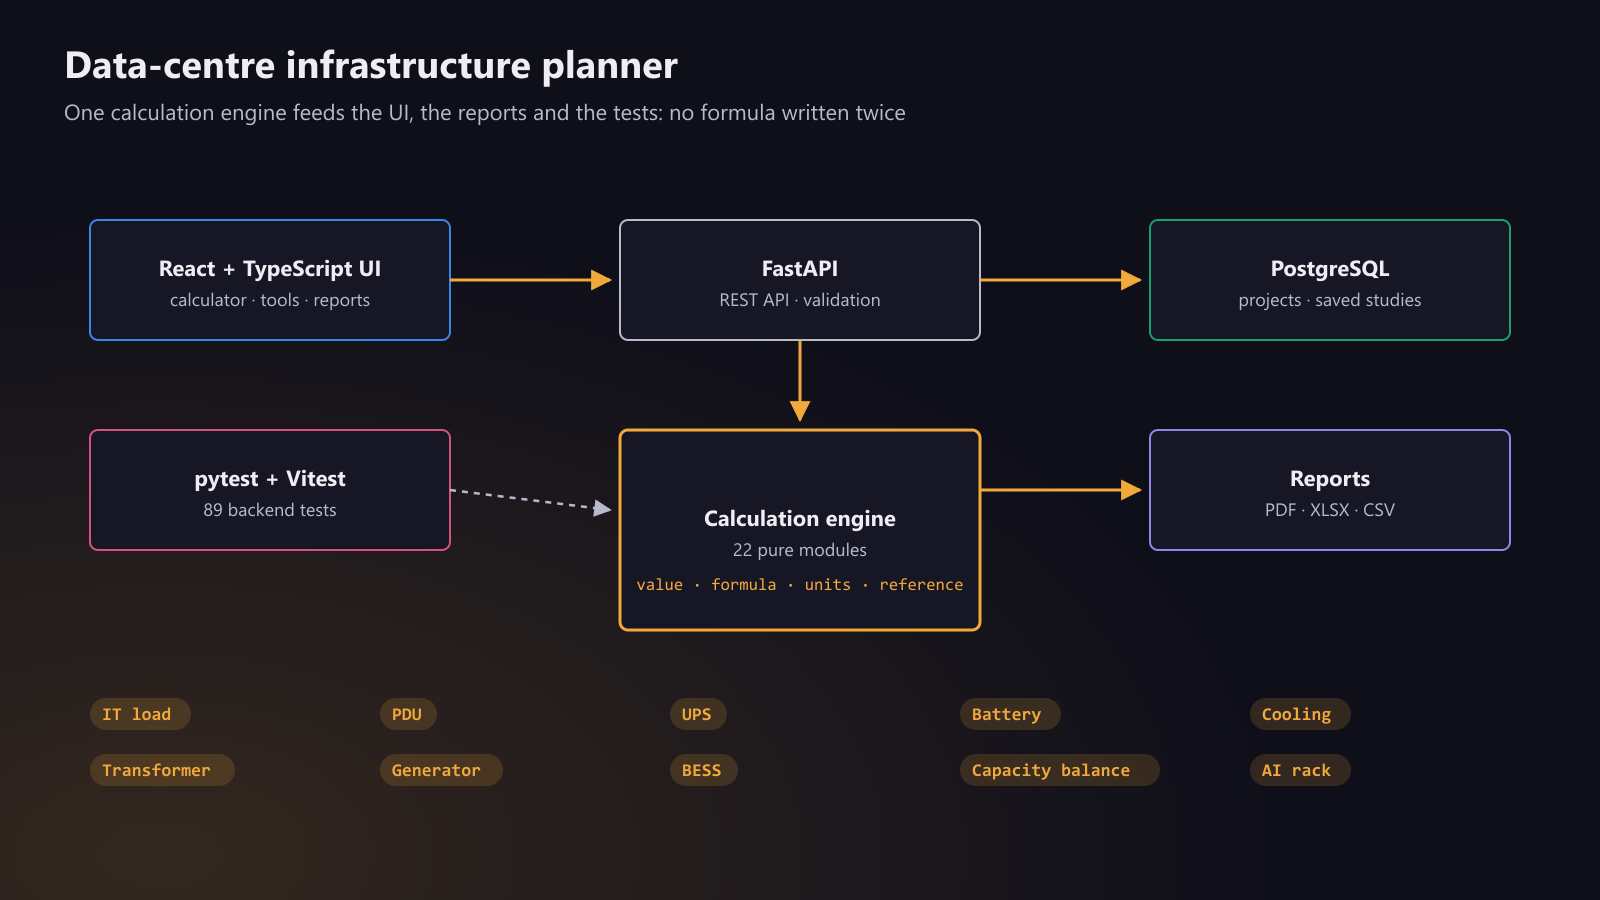 Data-centre infrastructure planner
One calculation engine feeds the UI, the reports and the tests: no formula written twice
React + TypeScript UI
calculator · tools · reports
FastAPI
REST API · validation
PostgreSQL
projects · saved studies
pytest + Vitest
89 backend tests
Calculation engine
22 pure modules
value · formula · units · reference
Reports
PDF · XLSX · CSV
IT load
PDU
UPS
Battery
Cooling
Transformer
Generator
BESS
Capacity balance
AI rack